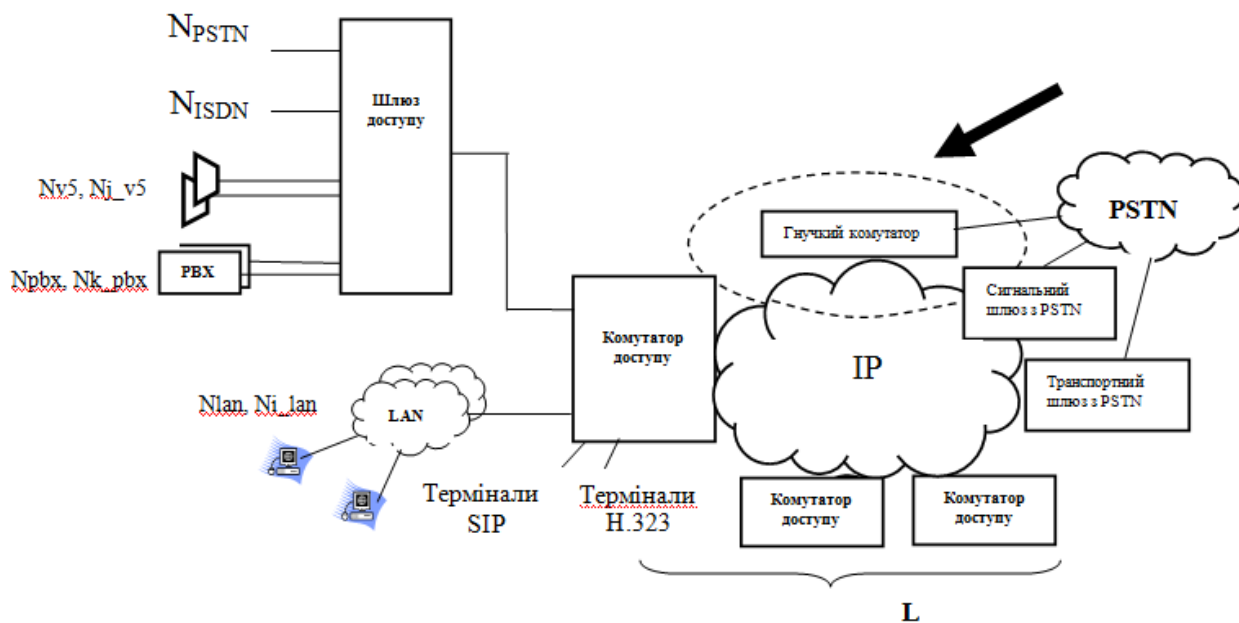 NPSTN
Шлюз
доступу
NISDN
Nv5, Nj_v5
PBX
Npbx, Nk_pbx
Гнучкий комутатор
PSTN
Сигнальний
шлюз з PSTN
Комутатор
доступу
IP
Транспортний
шлюз з PSTN
Nlan, Ni_lan
LAN
Термінали
SIP
Термінали
H.323
Комутатор
доступу
Комутатор
доступу
L